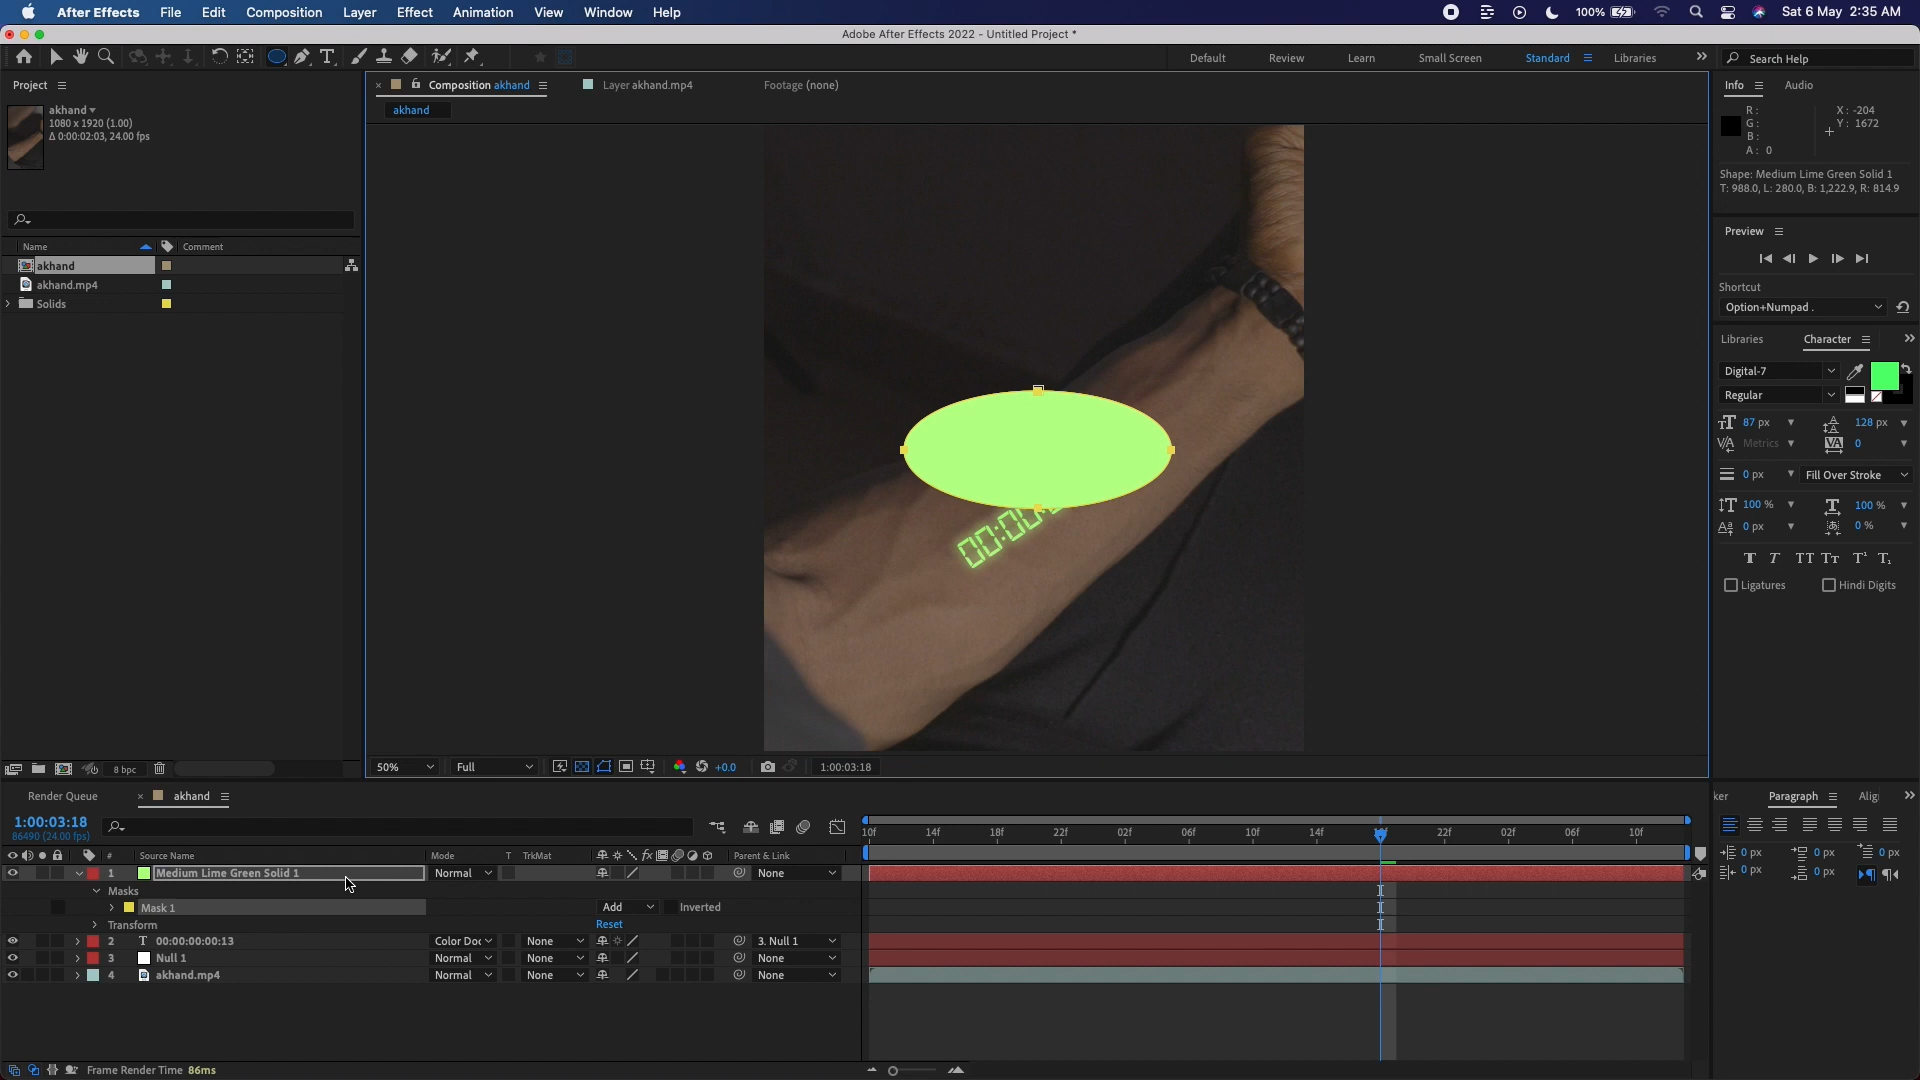 After Effects File Edit Composition Layer Effect Animation View Window Help 100% Sat 6 May 2:35 AM
Adobe After Effects 2022 - Untitled Project *
Default Review Learn Small Screen Standard Libraries Search Help
Project
akhand
1080 x 1920 (1.00)
Δ 0:00:02:03, 24.00 fps
Name Comment
akhand
akhand.mp4
Solids
8 bpc
Composition akhand Layer akhand.mp4 Footage (none)
akhand
00:00:
50% Full +0.0 1:00:03:18
Info Audio
R: X: -204
G: Y: 1672
B:
A: 0
Shape: Medium Lime Green Solid 1
T: 988.0, L: 280.0, B: 1,222.9, R: 814.9
Preview
Shortcut
Option+Numpad .
Libraries Character
Digital-7
Regular
87 px 128 px
Metrics 0
0 px Fill Over Stroke
100 % 100 %
0 px 0 %
T T TT Tt T¹ T₁
Ligatures Hindi Digits
ker Paragraph Alig
0 px 0 px 0 px
0 px 0 px
Render Queue akhand
1:00:03:18
86490 (24.00 fps)
# Source Name Mode T TrkMat Parent & Link
1 Medium Lime Green Solid 1 Normal None
Masks
Mask 1 Add Inverted
Transform Reset
2 T 00:00:00:00:13 Color Doc None 3. Null 1
3 Null 1 Normal None None
4 akhand.mp4 Normal None None
10f 14f 18f 22f 02f 06f 10f 14f 22f 02f 06f 10f
Frame Render Time 86ms